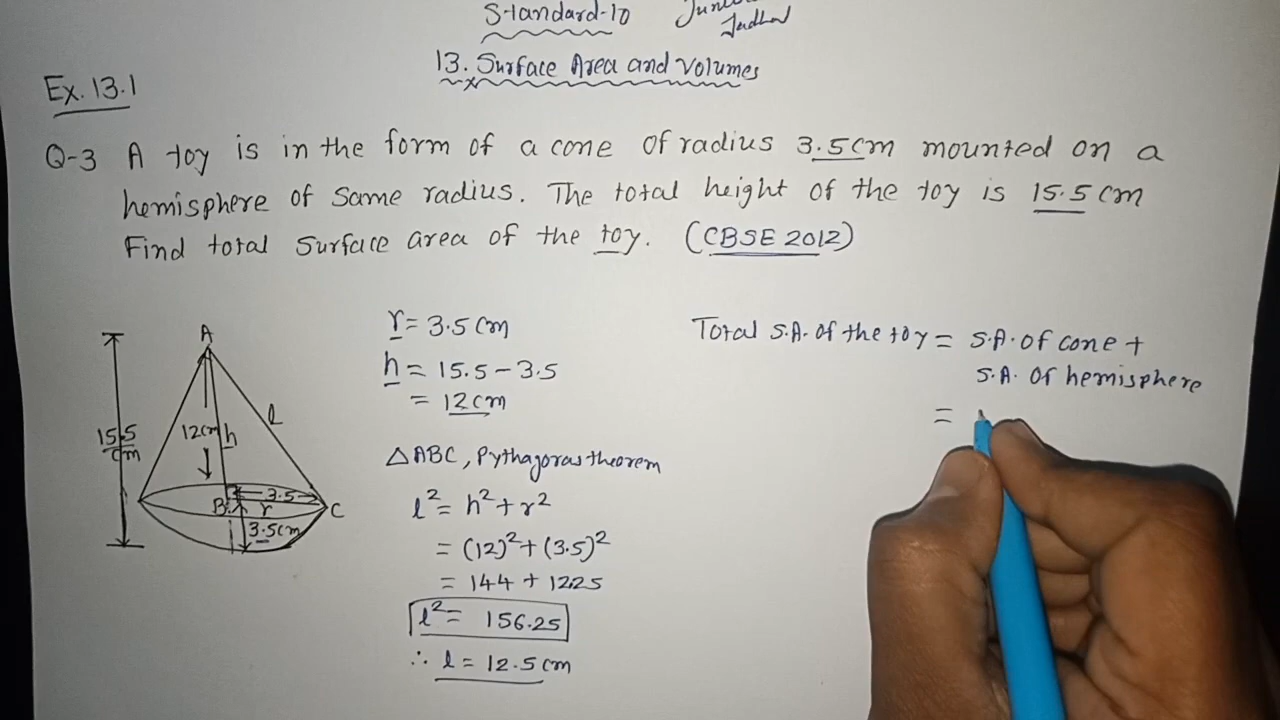 Standard-10
Jadhav
13. Surface Area and Volumes
Ex. 13.1
Q-3 A toy is in the form of a cone of radius 3.5cm mounted on a
hemisphere of same radius. The total height of the toy is 15.5 cm
Find total surface area of the toy. (CBSE 2012)
A
15.5
cm
12cm
h
l
B
3.5
r
C
3.5cm
r = 3.5 cm
h = 15.5 - 3.5
= 12cm
△ABC, Pythagoras theorem
l² = h² + r²
= (12)² + (3.5)²
= 144 + 12.25
l² = 156.25
∴ l = 12.5 cm
Total S.A. of the toy = S.A. of cone +
S.A. of hemisphere
=